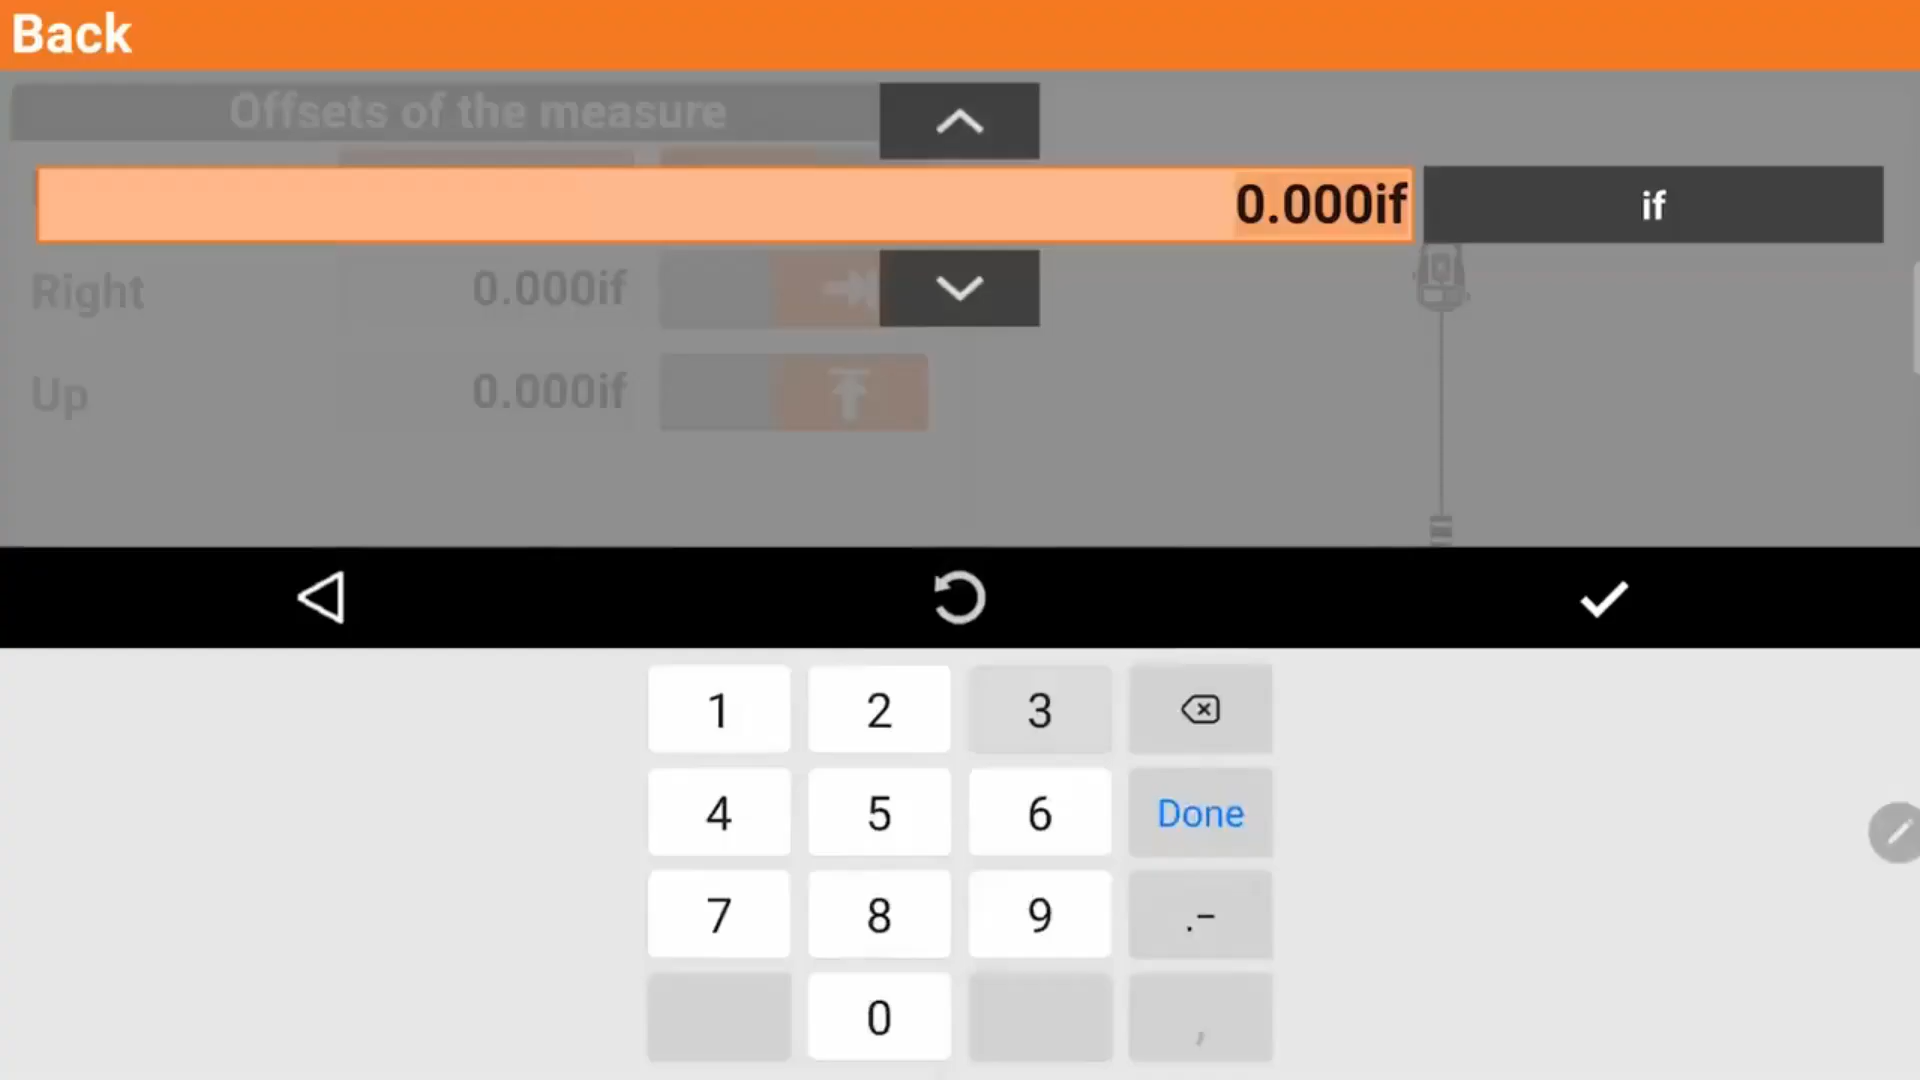 Back
Offsets of the measure
0.000if
if
Right
0.000if
Up
0.000if
1 2 3
4 5 6 Done
7 8 9 .-
0 ,